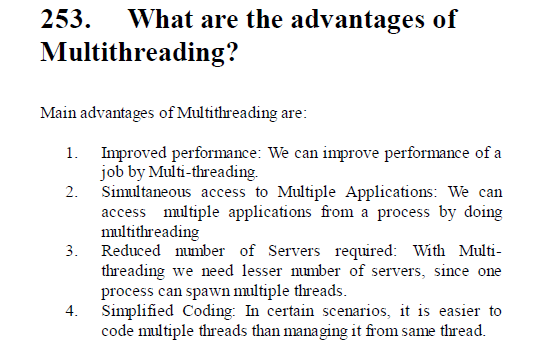 253. What are the advantages of
Multithreading?
Main advantages of Multithreading are:
1. Improved performance: We can improve performance of a
job by Multi-threading.
2. Simultaneous access to Multiple Applications: We can
access multiple applications from a process by doing
multithreading
3. Reduced number of Servers required: With Multi-
threading we need lesser number of servers, since one
process can spawn multiple threads.
4. Simplified Coding: In certain scenarios, it is easier to
code multiple threads than managing it from same thread.